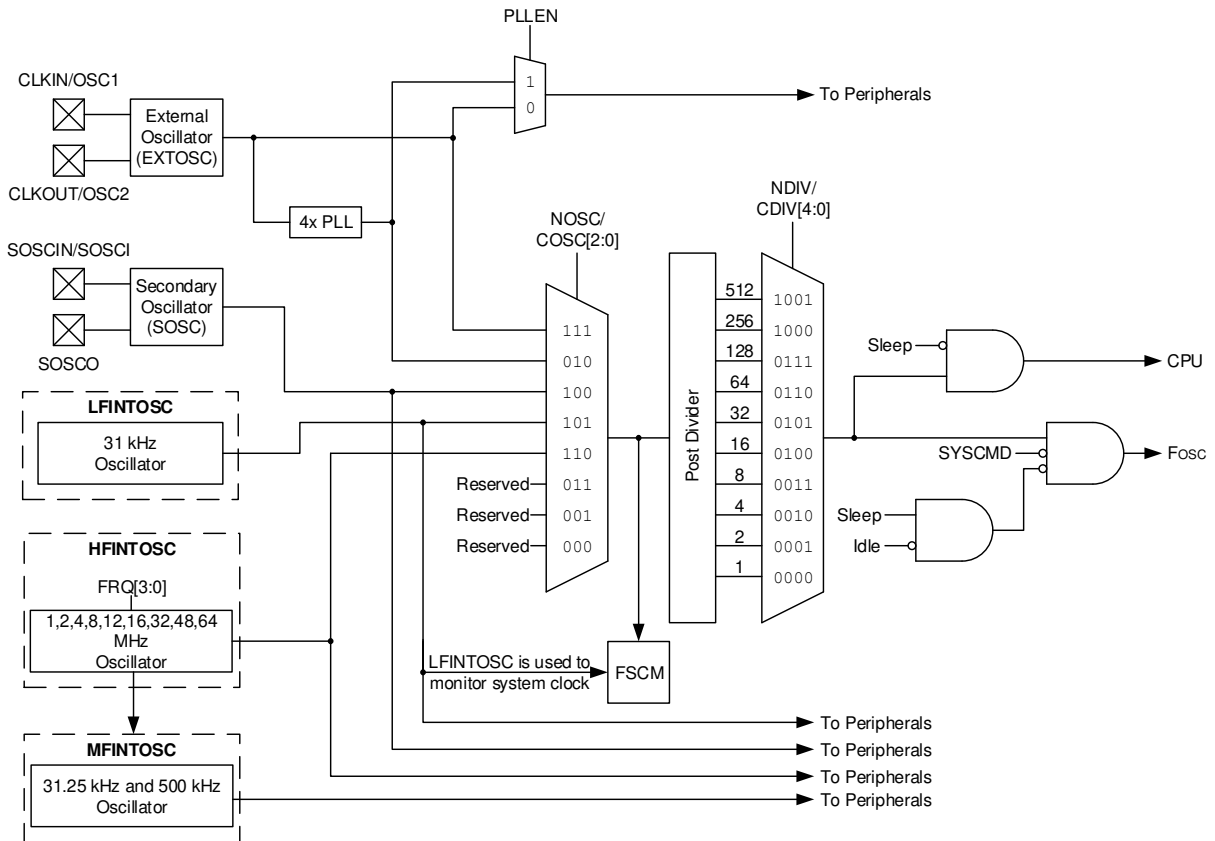 PLLEN
CLKIN/OSC1
External
Oscillator
(EXTOSC)
CLKOUT/OSC2
1
0
To Peripherals
4x PLL
SOSCIN/SOSCI
Secondary
Oscillator
(SOSC)
SOSCO
NOSC/
COSC[2:0]
111
010
100
101
110
011
001
000
Reserved
Reserved
Reserved
LFINTOSC
31 kHz
Oscillator
HFINTOSC
FRQ[3:0]
1,2,4,8,12,16,32,48,64
MHz
Oscillator
MFINTOSC
31.25 kHz and 500 kHz
Oscillator
LFINTOSC is used to
monitor system clock
FSCM
Post Divider
NDIV/
CDIV[4:0]
512
256
128
64
32
16
8
4
2
1
1001
1000
0111
0110
0101
0100
0011
0010
0001
0000
Sleep
CPU
SYSCMD
Fosc
Sleep
Idle
To Peripherals
To Peripherals
To Peripherals
To Peripherals